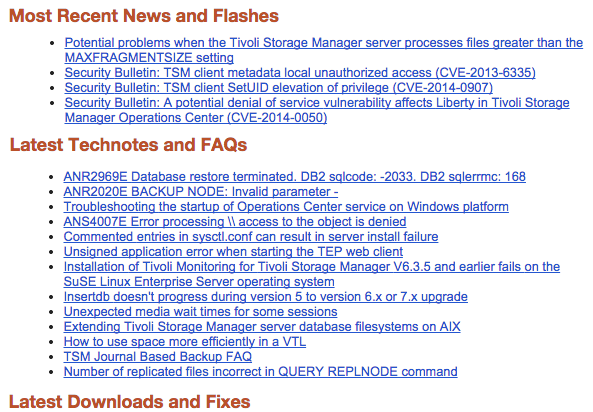 Most Recent News and Flashes
Potential problems when the Tivoli Storage Manager server processes files greater than the
MAXFRAGMENTSIZE setting
Security Bulletin: TSM client metadata local unauthorized access (CVE-2013-6335)
Security Bulletin: TSM client SetUID elevation of privilege (CVE-2014-0907)
Security Bulletin: A potential denial of service vulnerability affects Liberty in Tivoli Storage
Manager Operations Center (CVE-2014-0050)
Latest Technotes and FAQs
ANR2969E Database restore terminated. DB2 sqlcode: -2033. DB2 sqlerrmc: 168
ANR2020E BACKUP NODE: Invalid parameter -
Troubleshooting the startup of Operations Center service on Windows platform
ANS4007E Error processing \\ access to the object is denied
Commented entries in sysctl.conf can result in server install failure
Unsigned application error when starting the TEP web client
Installation of Tivoli Monitoring for Tivoli Storage Manager V6.3.5 and earlier fails on the
SuSE Linux Enterprise Server operating system
Insertdb doesn't progress during version 5 to version 6.x or 7.x upgrade
Unexpected media wait times for some sessions
Extending Tivoli Storage Manager server database filesystems on AIX
How to use space more efficiently in a VTL
TSM Journal Based Backup FAQ
Number of replicated files incorrect in QUERY REPLNODE command
Latest Downloads and Fixes